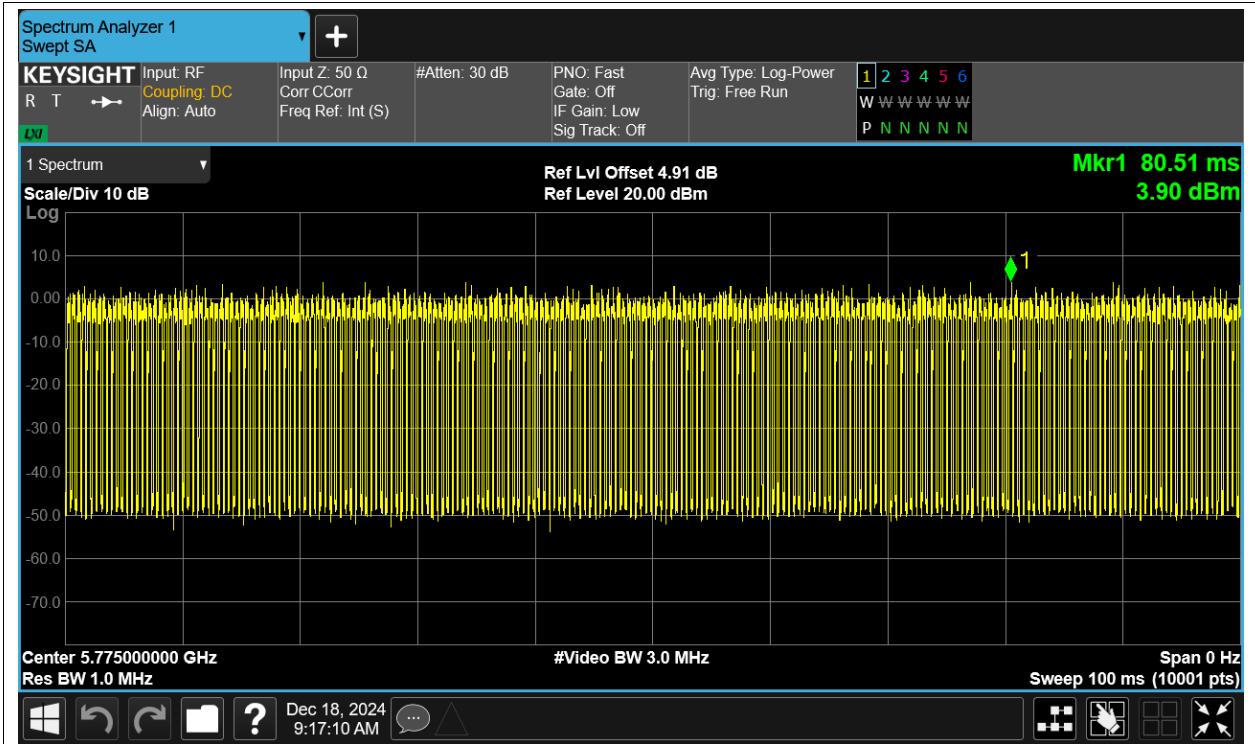 Spectrum Analyzer 1
Swept SA
KEYSIGHT
R T
LXI
Input: RF
Coupling: DC
Align: Auto
Input Z: 50 Ω
Corr CCorr
Freq Ref: Int (S)
#Atten: 30 dB
PNO: Fast
Gate: Off
IF Gain: Low
Sig Track: Off
Avg Type: Log-Power
Trig: Free Run
1 2 3 4 5 6
W W W W W W
P N N N N N
1 Spectrum
Scale/Div 10 dB
Ref Lvl Offset 4.91 dB
Ref Level 20.00 dBm
Mkr1 80.51 ms
3.90 dBm
Log
10.0
1
0.00
-10.0
-20.0
-30.0
-40.0
-50.0
-60.0
-70.0
Center 5.775000000 GHz
Res BW 1.0 MHz
#Video BW 3.0 MHz
Span 0 Hz
Sweep 100 ms (10001 pts)
?
Dec 18, 2024
9:17:10 AM